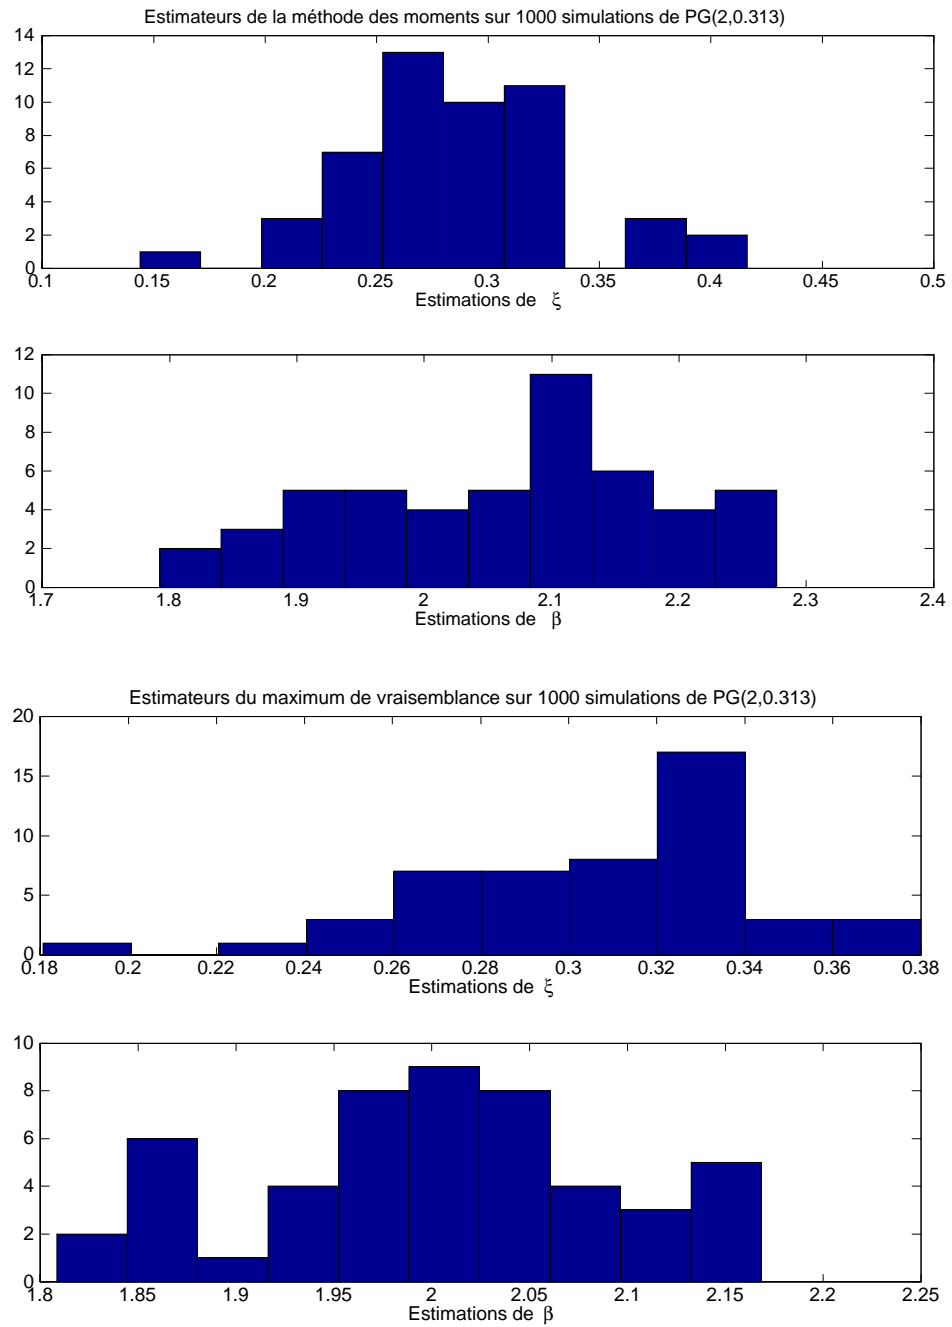 Estimateurs de la méthode des moments sur 1000 simulations de PG(2,0.313)
14
12
10
8
6
4
2
0
0.1 0.15 0.2 0.25 0.3 0.35 0.4 0.45 0.5
Estimations de ξ
12
10
8
6
4
2
0
1.7 1.8 1.9 2 2.1 2.2 2.3 2.4
Estimations de β
Estimateurs du maximum de vraisemblance sur 1000 simulations de PG(2,0.313)
20
15
10
5
0
0.18 0.2 0.22 0.24 0.26 0.28 0.3 0.32 0.34 0.36 0.38
Estimations de ξ
10
8
6
4
2
0
1.8 1.85 1.9 1.95 2 2.05 2.1 2.15 2.2 2.25
Estimations de β